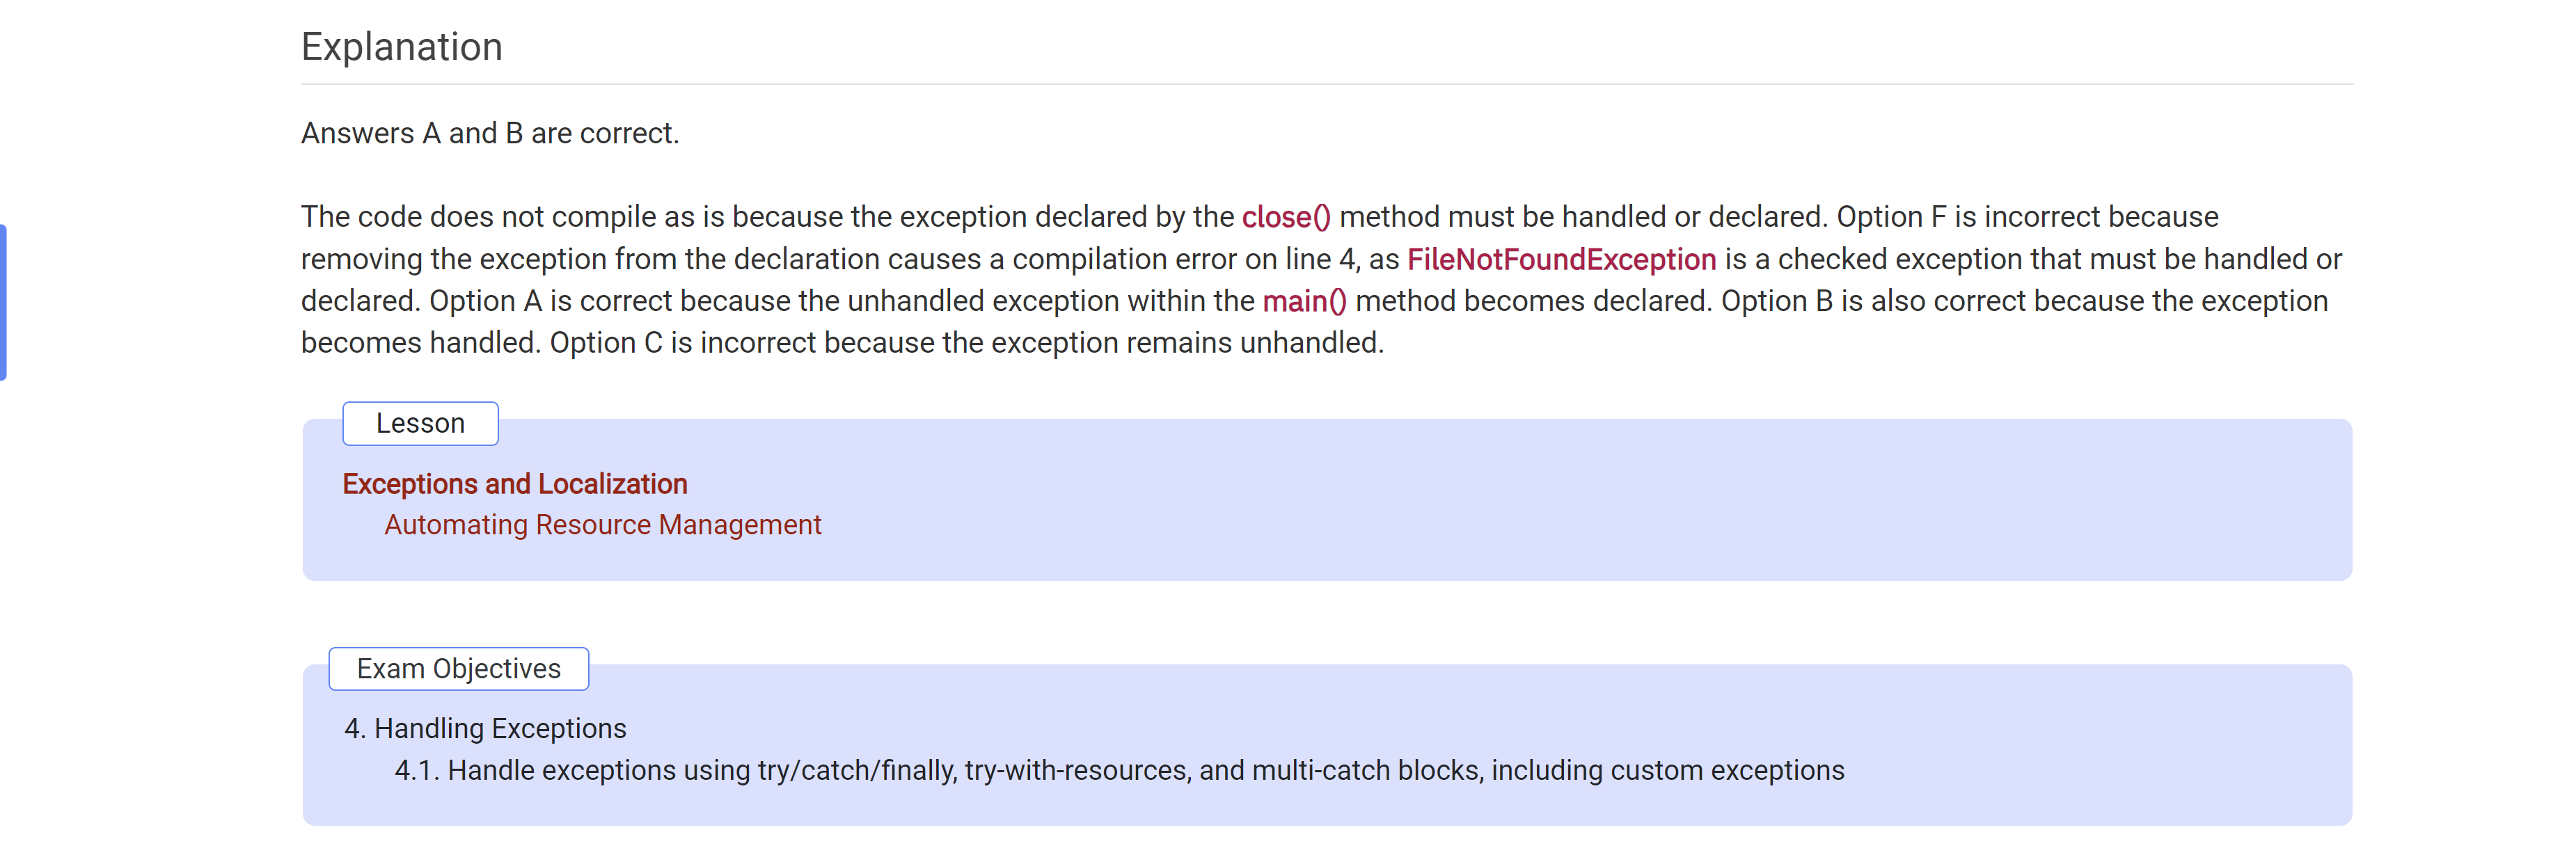 Explanation
Answers A and B are correct.
The code does not compile as is because the exception declared by the close() method must be handled or declared. Option F is incorrect because
removing the exception from the declaration causes a compilation error on line 4, as FileNotFoundException is a checked exception that must be handled or
declared. Option A is correct because the unhandled exception within the main() method becomes declared. Option B is also correct because the exception
becomes handled. Option C is incorrect because the exception remains unhandled.
Lesson
Exceptions and Localization
Automating Resource Management
Exam Objectives
4. Handling Exceptions
4.1. Handle exceptions using try/catch/finally, try-with-resources, and multi-catch blocks, including custom exceptions